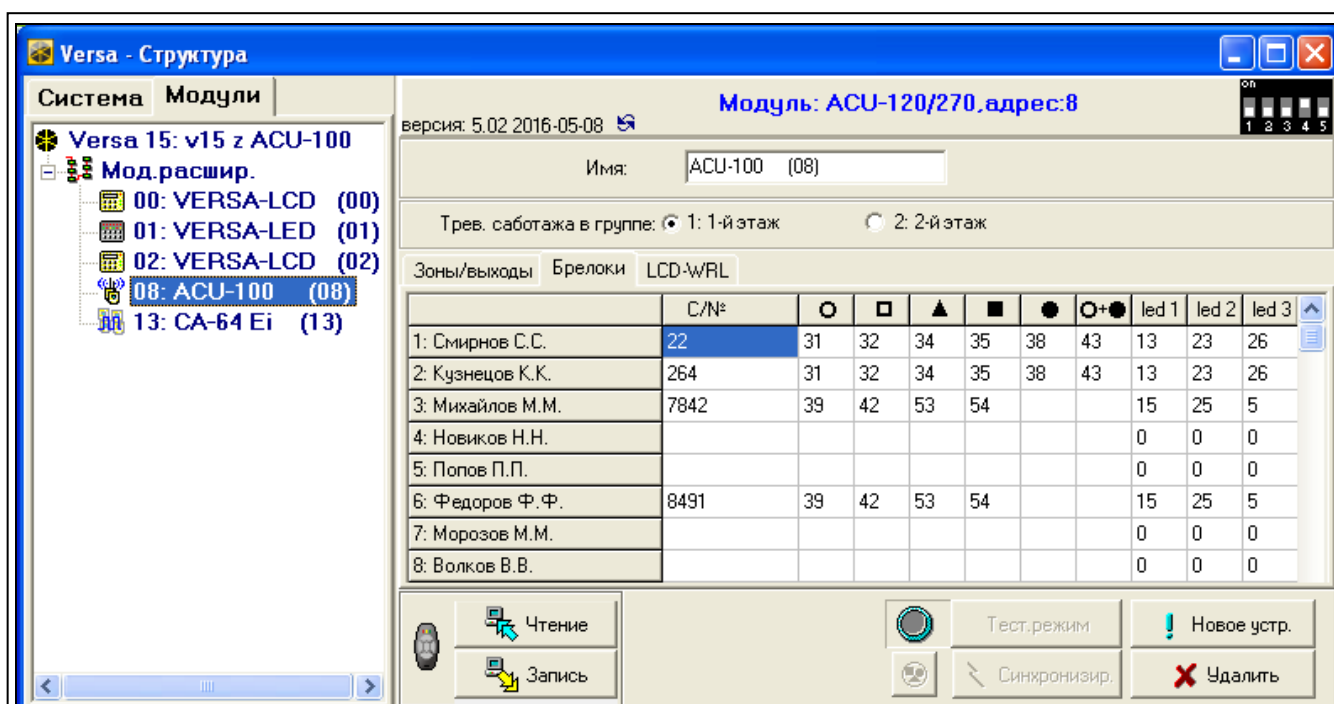 Versa - Структура
Система Модули
Versa 15: v15 z ACU-100
Мод.расшир.
00: VERSA-LCD (00)
01: VERSA-LED (01)
02: VERSA-LCD (02)
08: ACU-100 (08)
13: CA-64 Ei (13)
Модуль: ACU-120/270,адрес:8
версия: 5.02 2016-05-08
on
1 2 3 4 5
Имя: ACU-100 (08)
Трев. саботажа в группе: 1: 1-й этаж 2: 2-й этаж
Зоны/выходы Брелоки LCD-WRL
С/№ led 1 led 2 led 3
1: Смирнов С.С. 22 31 32 34 35 38 43 13 23 26
2: Кузнецов К.К. 264 31 32 34 35 38 43 13 23 26
3: Михайлов М.М. 7842 39 42 53 54 15 25 5
4: Новиков Н.Н. 0 0 0
5: Попов П.П. 0 0 0
6: Федоров Ф.Ф. 8491 39 42 53 54 15 25 5
7: Морозов М.М. 0 0 0
8: Волков В.В. 0 0 0
Чтение Тест.режим Новое устр.
Запись Синхронизир. Удалить